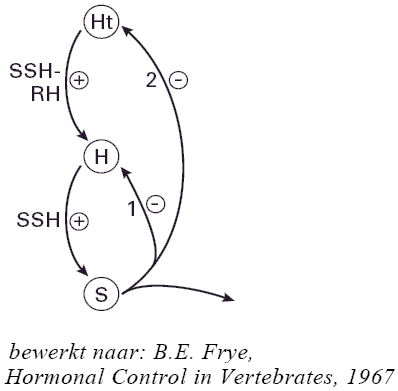 Ht
SSH-
RH
+
2
−
H
SSH
+
1
−
S
bewerkt naar: B.E. Frye,
Hormonal Control in Vertebrates, 1967